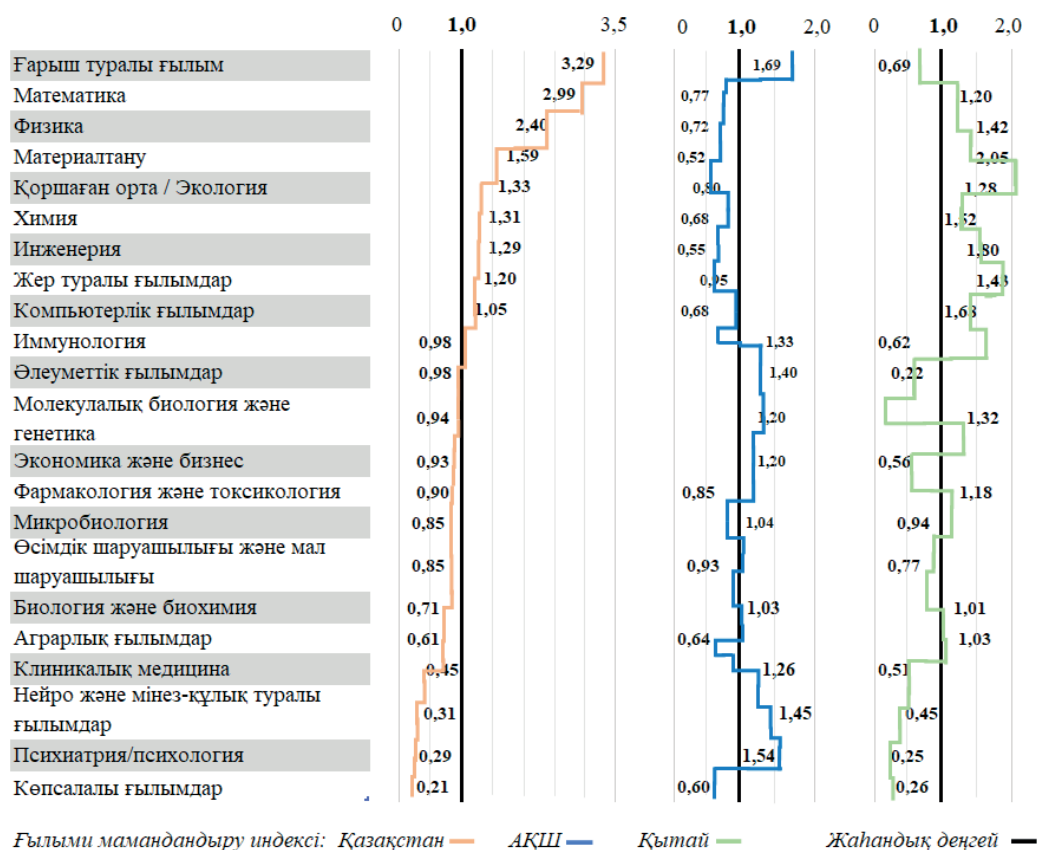 0 1,0 3,5 0 1,0 2,0 0 1,0 2,0
Ғарыш туралы ғылым 3,29 1,69 0,69
Математика 2,99 0,77 1,20
Физика 2,40 0,72 1,42
Материалтану 1,59 0,52 2,05
Қоршаған орта / Экология 1,33 0,80 1,28
Химия 1,31 0,68 1,52
Инженерия 1,29 0,55 1,80
Жер туралы ғылымдар 1,20 0,95 1,43
Компьютерлік ғылымдар 1,05 0,68 1,63
Иммунология 0,98 1,33 0,62
Әлеуметтік ғылымдар 0,98 1,40 0,22
Молекулалық биология және
генетика 0,94 1,20 1,32
Экономика және бизнес 0,93 1,20 0,56
Фармакология және токсикология 0,90 0,85 1,18
Микробиология 0,85 1,04 0,94
Өсімдік шаруашылығы және мал
шаруашылығы 0,85 0,93 0,77
Биология және биохимия 0,71 1,03 1,01
Аграрлық ғылымдар 0,61 0,64 1,03
Клиникалық медицина 0,45 1,26 0,51
Нейро және мінез-құлық туралы
ғылымдар 0,31 1,45 0,45
Психиатрия/психология 0,29 1,54 0,25
Көпсалалы ғылымдар 0,21 0,60 0,26
Ғылыми мамандандыру индексі: Қазақстан АҚШ Қытай Жаһандық деңгей